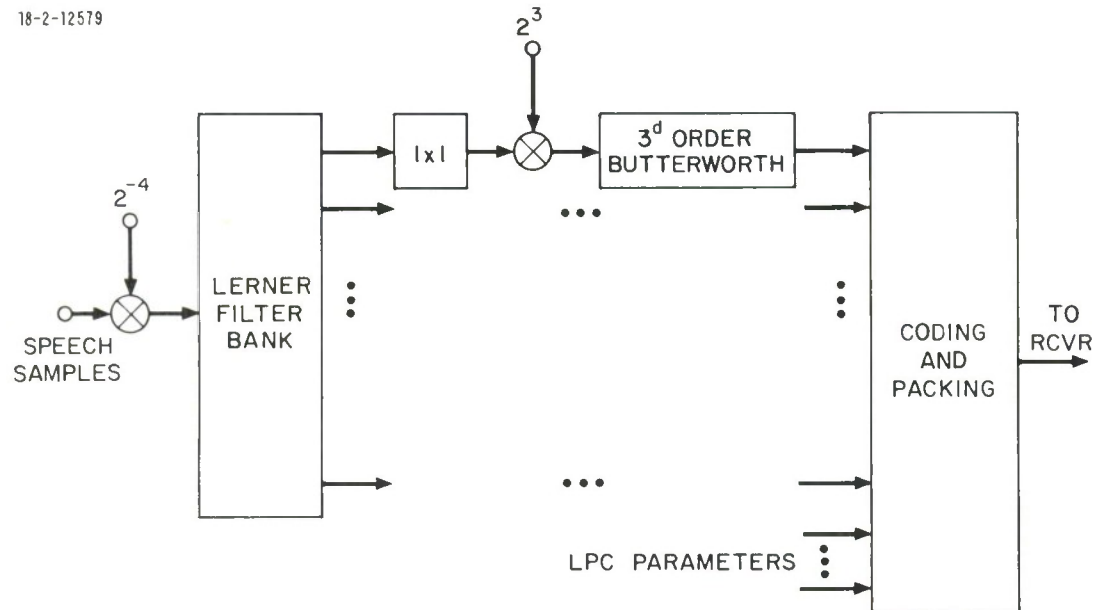 18-2-12579
2^3
|x|
3^d ORDER
BUTTERWORTH
2^-4
LERNER
FILTER
BANK
SPEECH
SAMPLES
CODING
AND
PACKING
TO
RCVR
LPC PARAMETERS